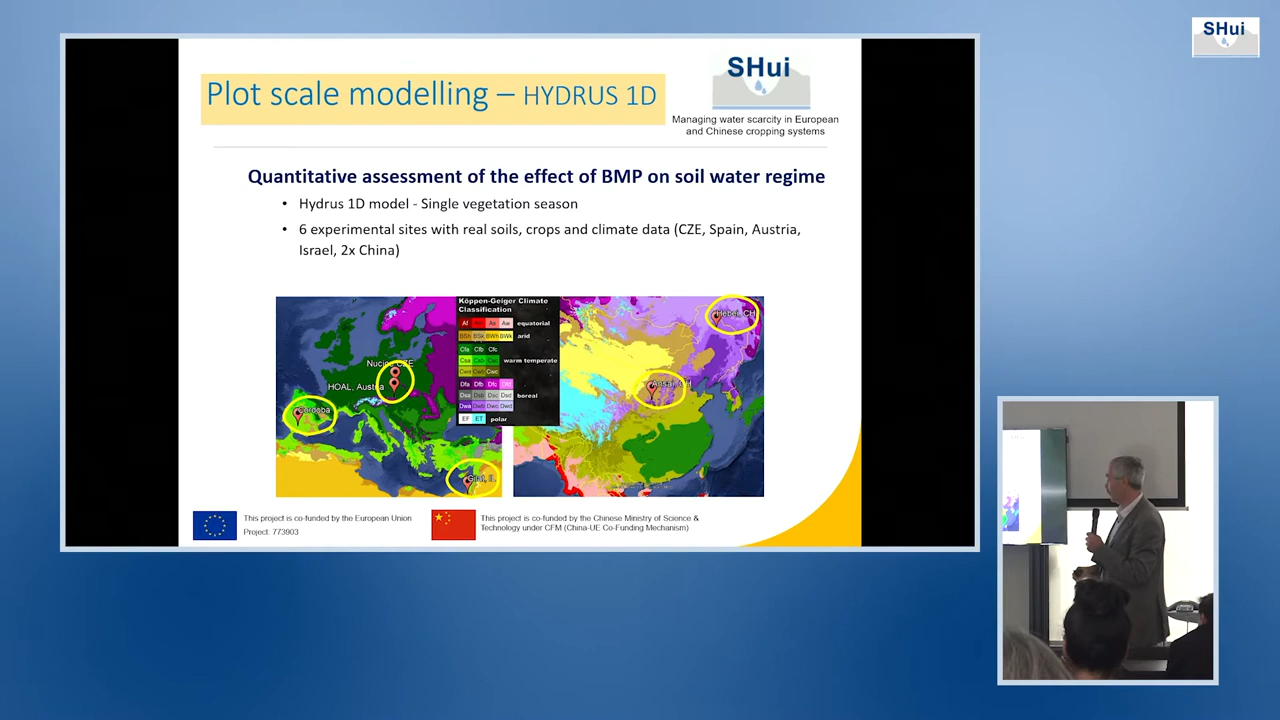 SHui
Plot scale modelling – HYDRUS 1D
SHui
Managing water scarcity in European
and Chinese cropping systems
Quantitative assessment of the effect of BMP on soil water regime
• Hydrus 1D model - Single vegetation season
• 6 experimental sites with real soils, crops and climate data (CZE, Spain, Austria,
Israel, 2x China)
Köppen-Geiger Climate
Classification
Af As Aw equatorial
BSh BSk BWh BWk arid
Cfa Cfb Cfc
Csa Csb Csc warm temperate
Cwa Cwb Cwc
Dfa Dfb Dfc Dfd
Dsa Dsb Dsc Dsd boreal
Dwa Dwb Dwc Dwd
EF ET polar
HOAL, Austria
Cordoba
Gilat, IL
Hebei, CH
This project is co-funded by the European Union
Project: 773903
This project is co-funded by the Chinese Ministry of Science &
Technology under CFM (China-UE Co-Funding Mechanism)